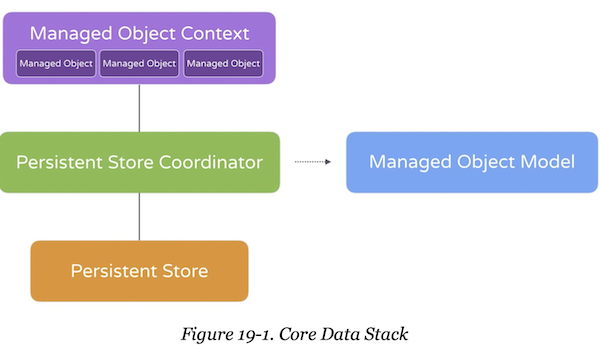 Managed Object Context
Managed Object Managed Object Managed Object
Persistent Store Coordinator
Managed Object Model
Persistent Store
Figure 19-1. Core Data Stack